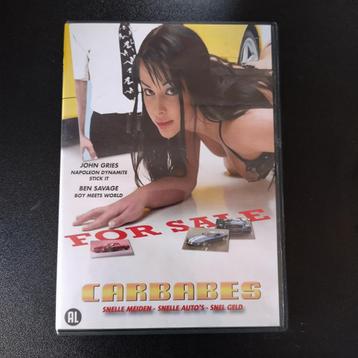 JOHN GRIES
NAPOLEON DYNAMITE
STICK IT
BEN SAVAGE
BOY MEETS WORLD
FOR SALE
CARBABES
SNELLE MEIDEN - SNELLE AUTO'S - SNEL GELD
AL